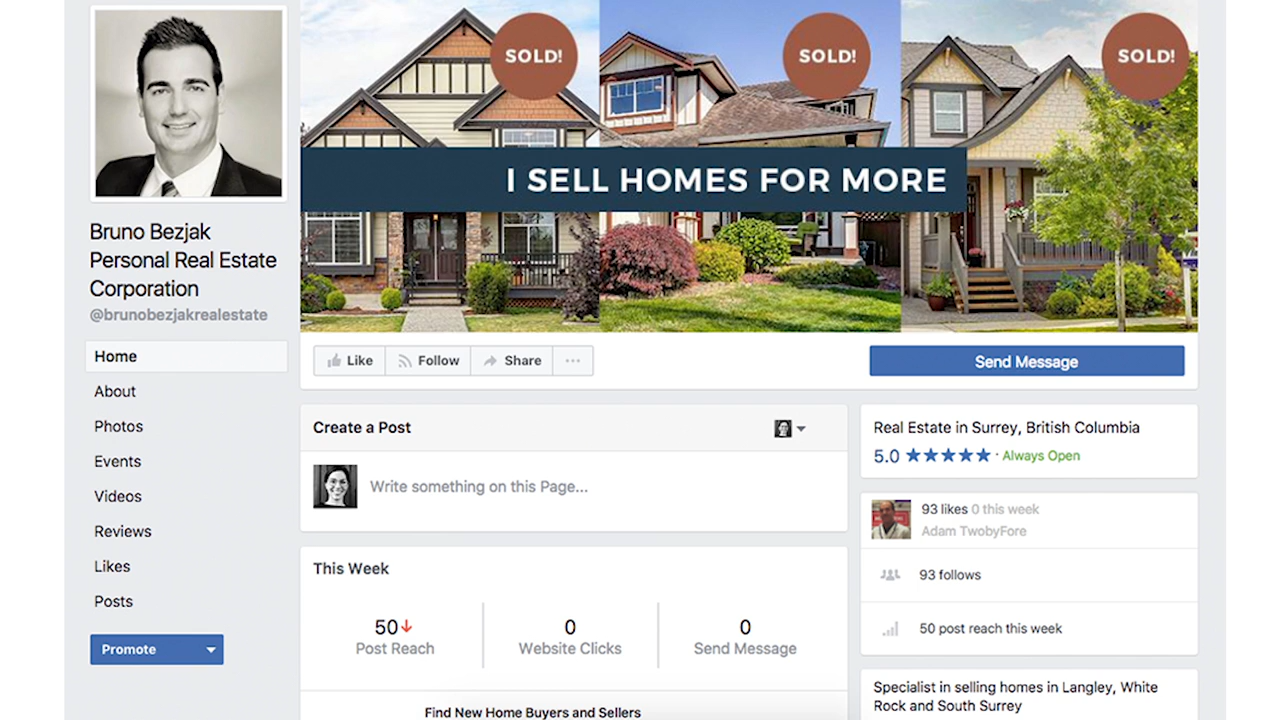 SOLD!
SOLD!
SOLD!
I SELL HOMES FOR MORE
Bruno Bezjak
Personal Real Estate
Corporation
@brunobezjakrealestate
Home
About
Photos
Events
Videos
Reviews
Likes
Posts
Promote
Like
Follow
Share
Send Message
Create a Post
Write something on this Page...
This Week
50
Post Reach
0
Website Clicks
0
Send Message
Find New Home Buyers and Sellers
Real Estate in Surrey, British Columbia
5.0 ★★★★★ · Always Open
93 likes 0 this week
Adam TwobyFore
93 follows
50 post reach this week
Specialist in selling homes in Langley, White
Rock and South Surrey